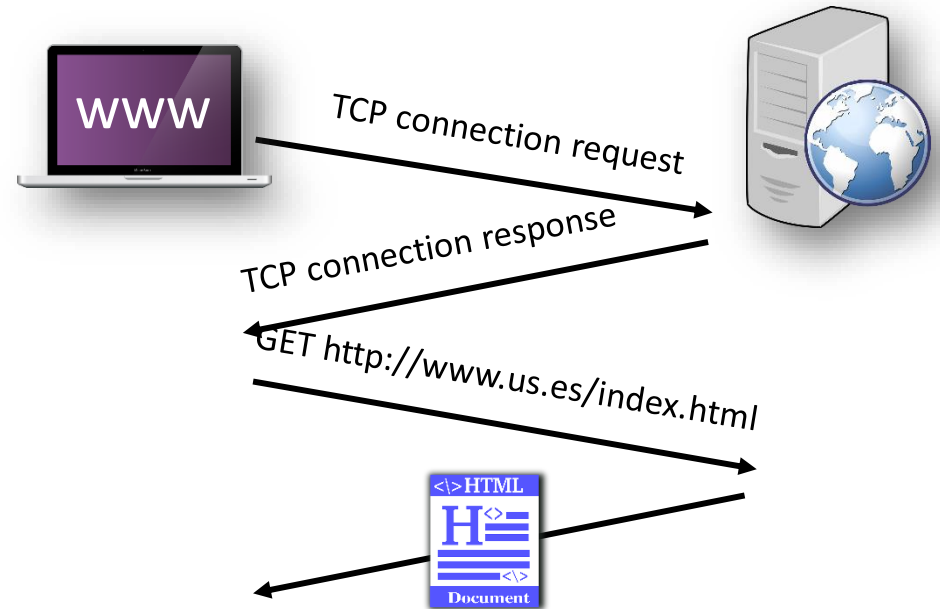 WWW
TCP connection request
TCP connection response
GET http://www.us.es/index.html
<\>HTML
H<>
<\>
Document